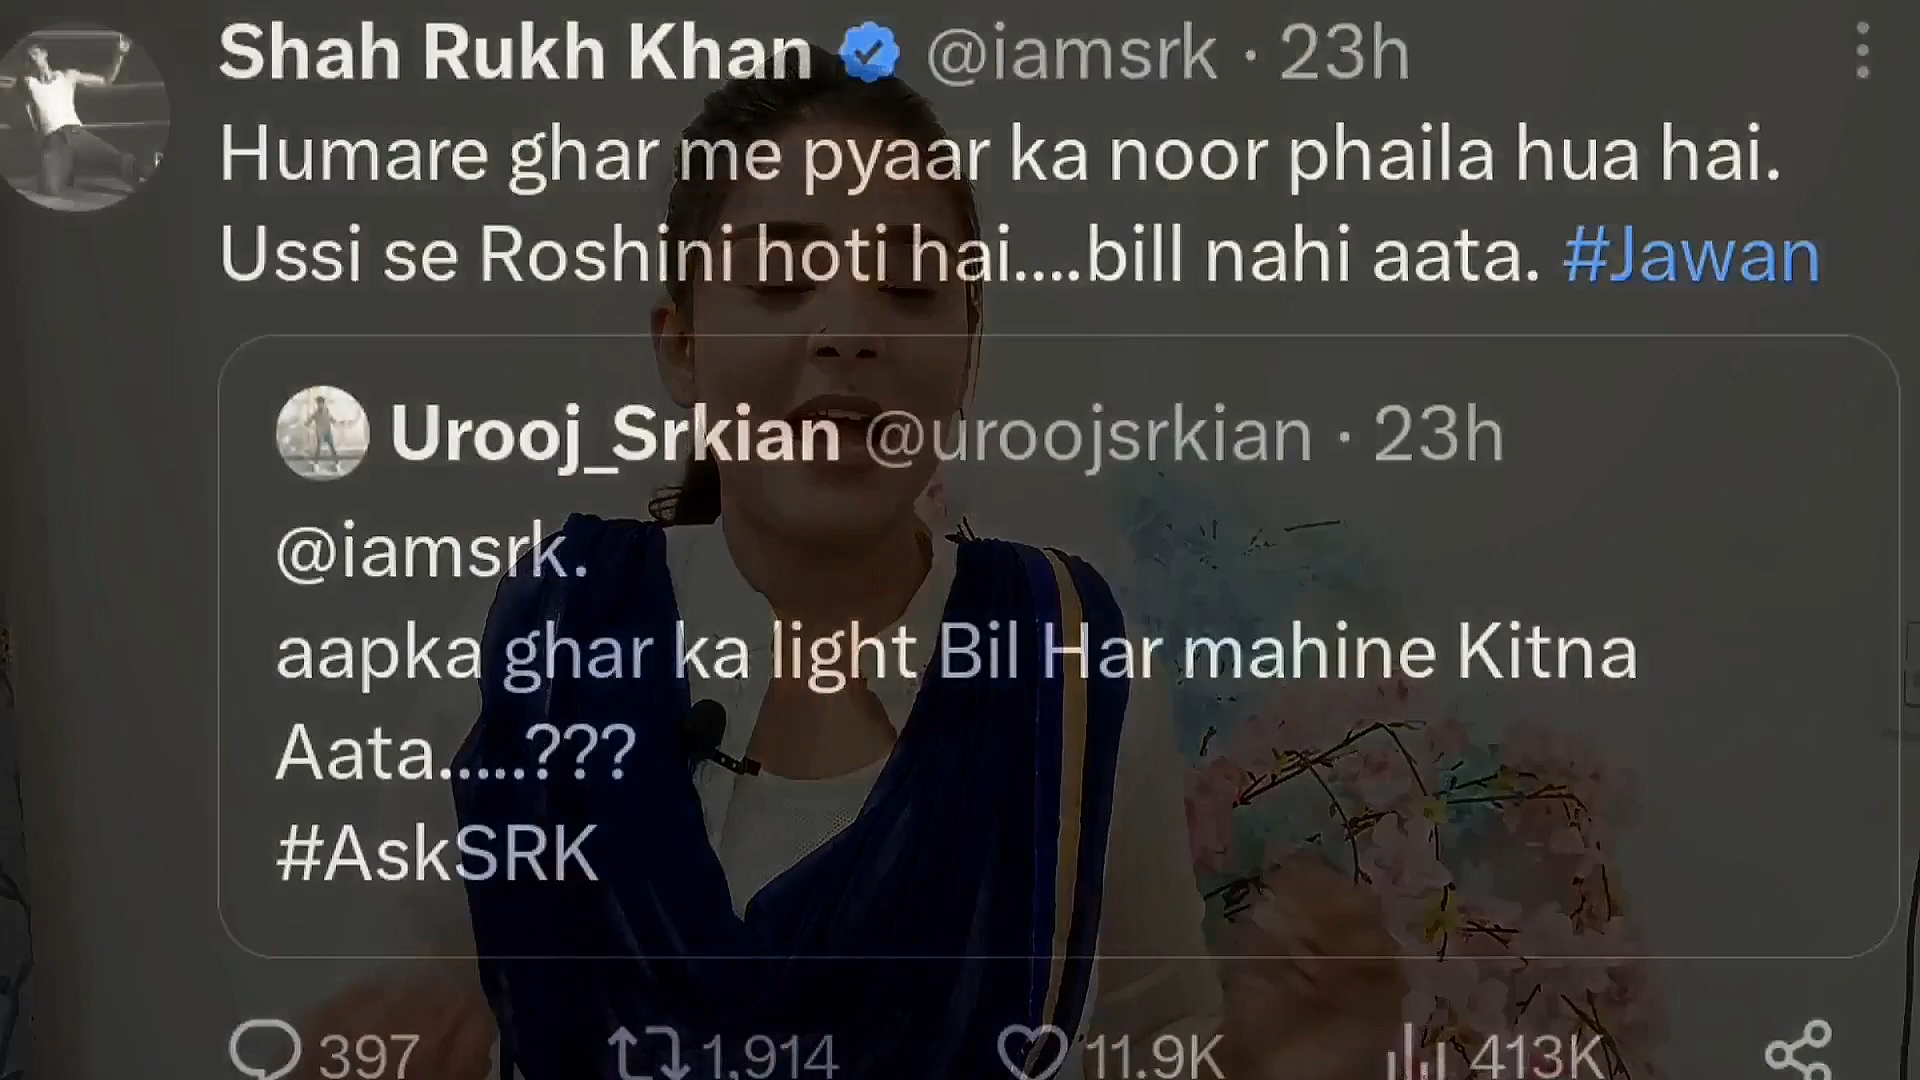 Shah Rukh Khan @iamsrk · 23h
Humare ghar me pyaar ka noor phaila hua hai.
Ussi se Roshini hoti hai....bill nahi aata. #Jawan
Urooj_Srkian @uroojsrkian · 23h
@iamsrk.
aapka ghar ka light Bil Har mahine Kitna
Aata.....???
#AskSRK
397 1,914 11.9K 413K